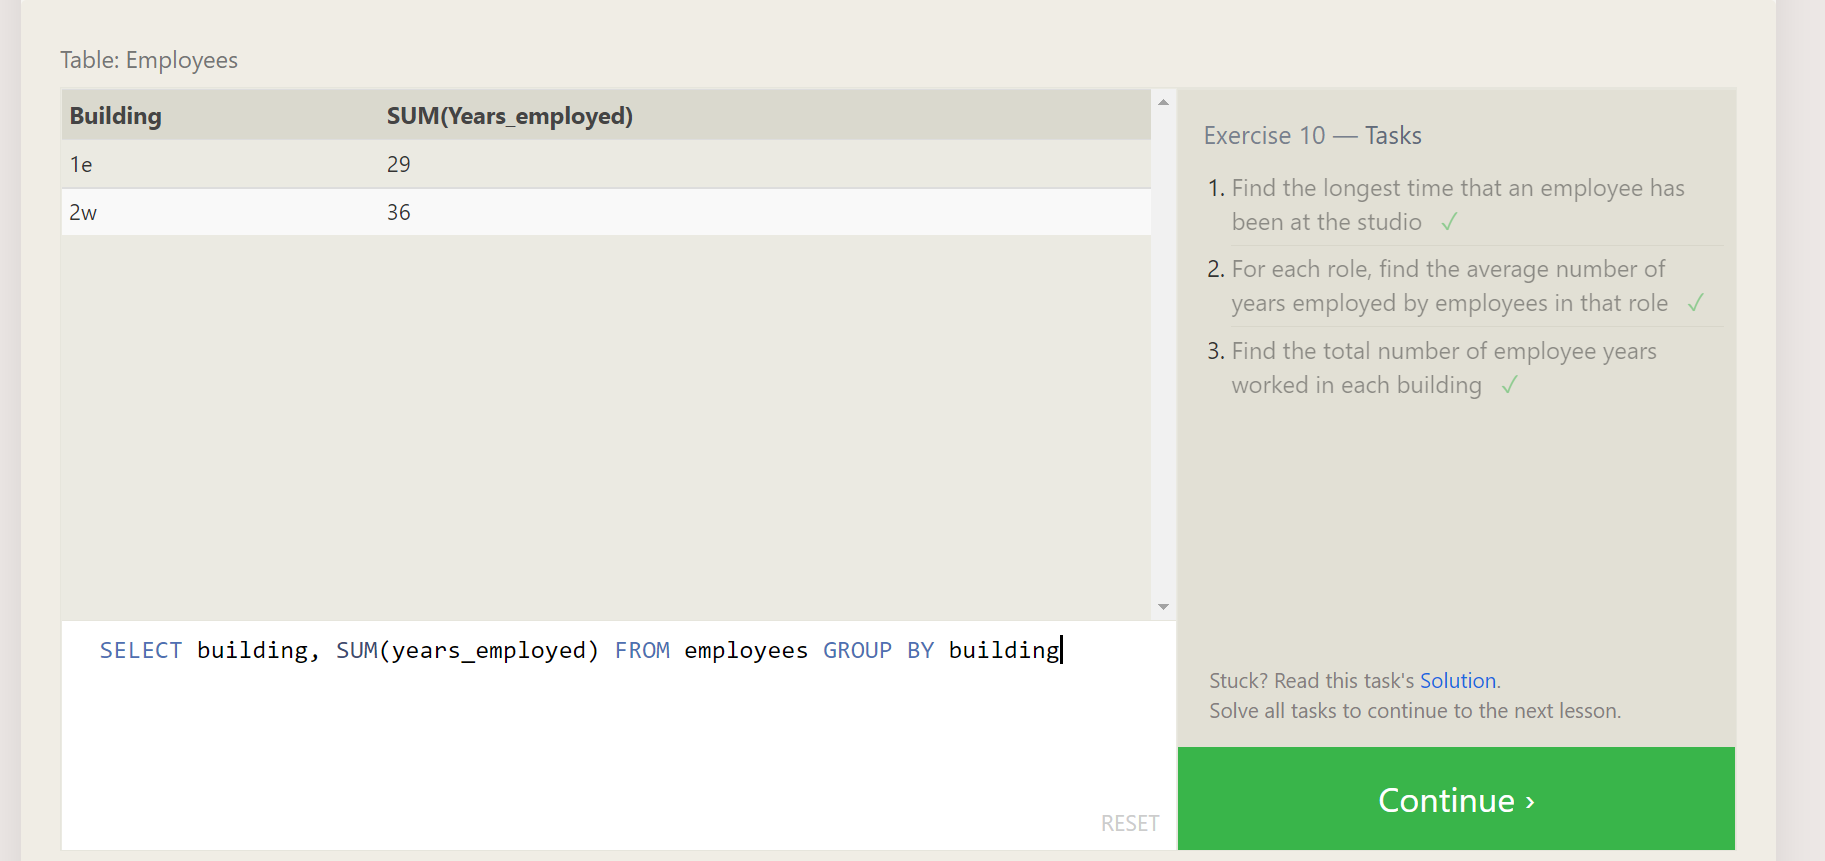 Table: Employees
Building SUM(Years_employed)
1e 29
2w 36
SELECT building, SUM(years_employed) FROM employees GROUP BY building
RESET
Exercise 10 — Tasks
1. Find the longest time that an employee has
been at the studio ✓
2. For each role, find the average number of
years employed by employees in that role ✓
3. Find the total number of employee years
worked in each building ✓
Stuck? Read this task's Solution.
Solve all tasks to continue to the next lesson.
Continue ›